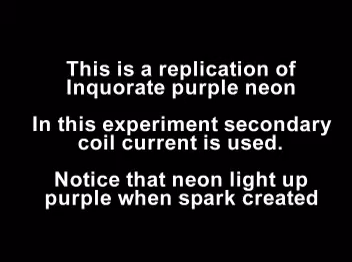 This is a replication of
Inquorate purple neon
In this experiment secondary
coil current is used.
Notice that neon light up
purple when spark created